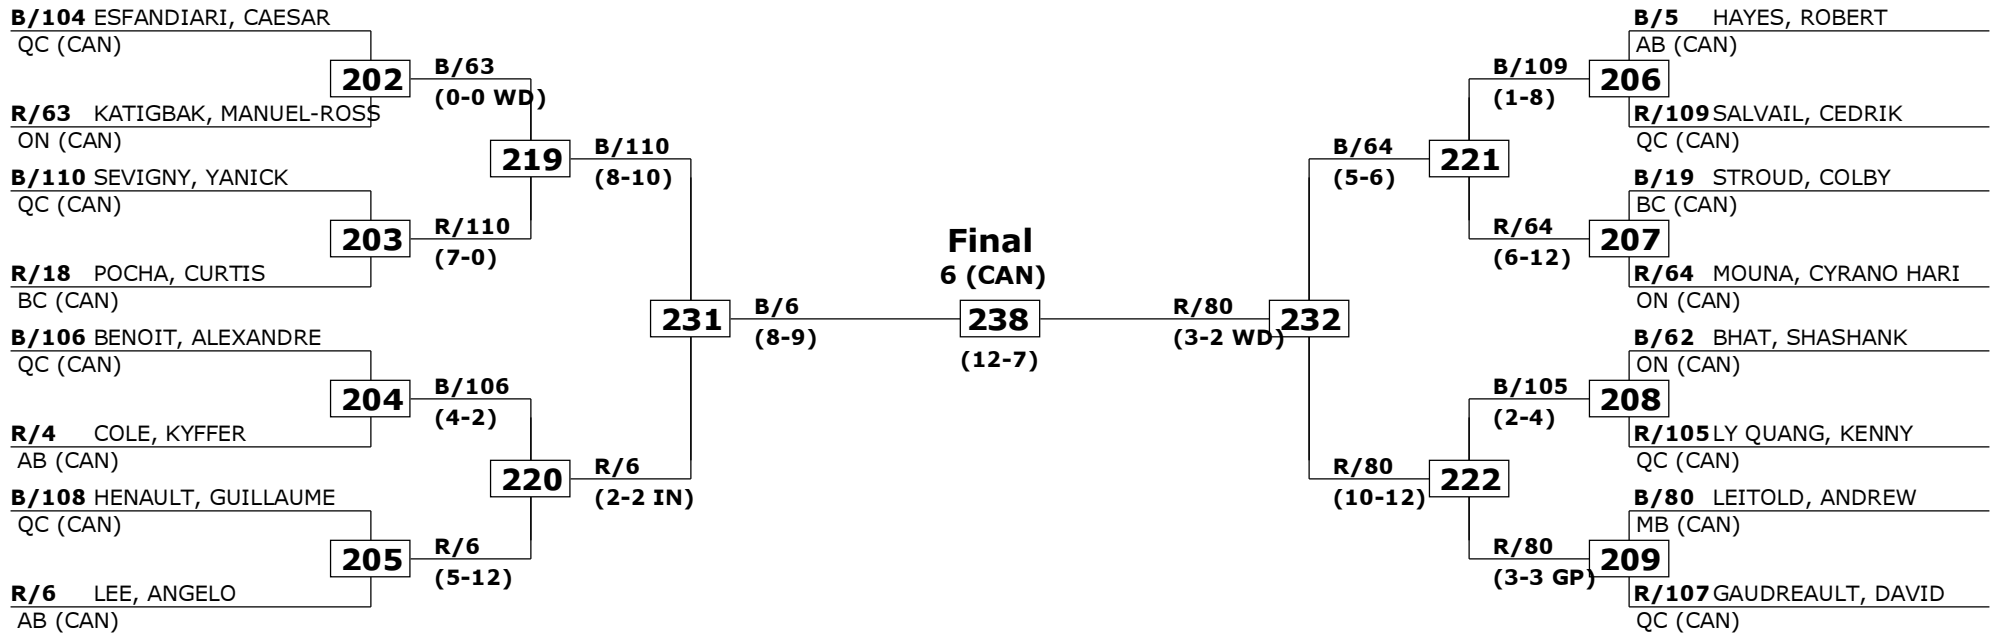 B/104 ESFANDIARI, CAESAR
QC (CAN)
202
B/63
(0-0 WD)
R/63 KATIGBAK, MANUEL-ROSS
ON (CAN)
219
B/110
(8-10)
B/110 SEVIGNY, YANICK
QC (CAN)
203
R/110
(7-0)
R/18 POCHA, CURTIS
BC (CAN)
231
B/6
(8-9)
B/106 BENOIT, ALEXANDRE
QC (CAN)
204
B/106
(4-2)
R/4 COLE, KYFFER
AB (CAN)
220
R/6
(2-2 IN)
B/108 HENAULT, GUILLAUME
QC (CAN)
205
R/6
(5-12)
R/6 LEE, ANGELO
AB (CAN)
Final
6 (CAN)
238
(12-7)
B/5 HAYES, ROBERT
AB (CAN)
B/109
(1-8)
206
R/109 SALVAIL, CEDRIK
QC (CAN)
B/64
(5-6)
221
B/19 STROUD, COLBY
BC (CAN)
R/64
(6-12)
207
R/64 MOUNA, CYRANO HARI
ON (CAN)
R/80
(3-2 WD)
232
B/62 BHAT, SHASHANK
ON (CAN)
B/105
(2-4)
208
R/105 LY QUANG, KENNY
QC (CAN)
R/80
(10-12)
222
B/80 LEITOLD, ANDREW
MB (CAN)
R/80
(3-3 GP)
209
R/107 GAUDREAULT, DAVID
QC (CAN)